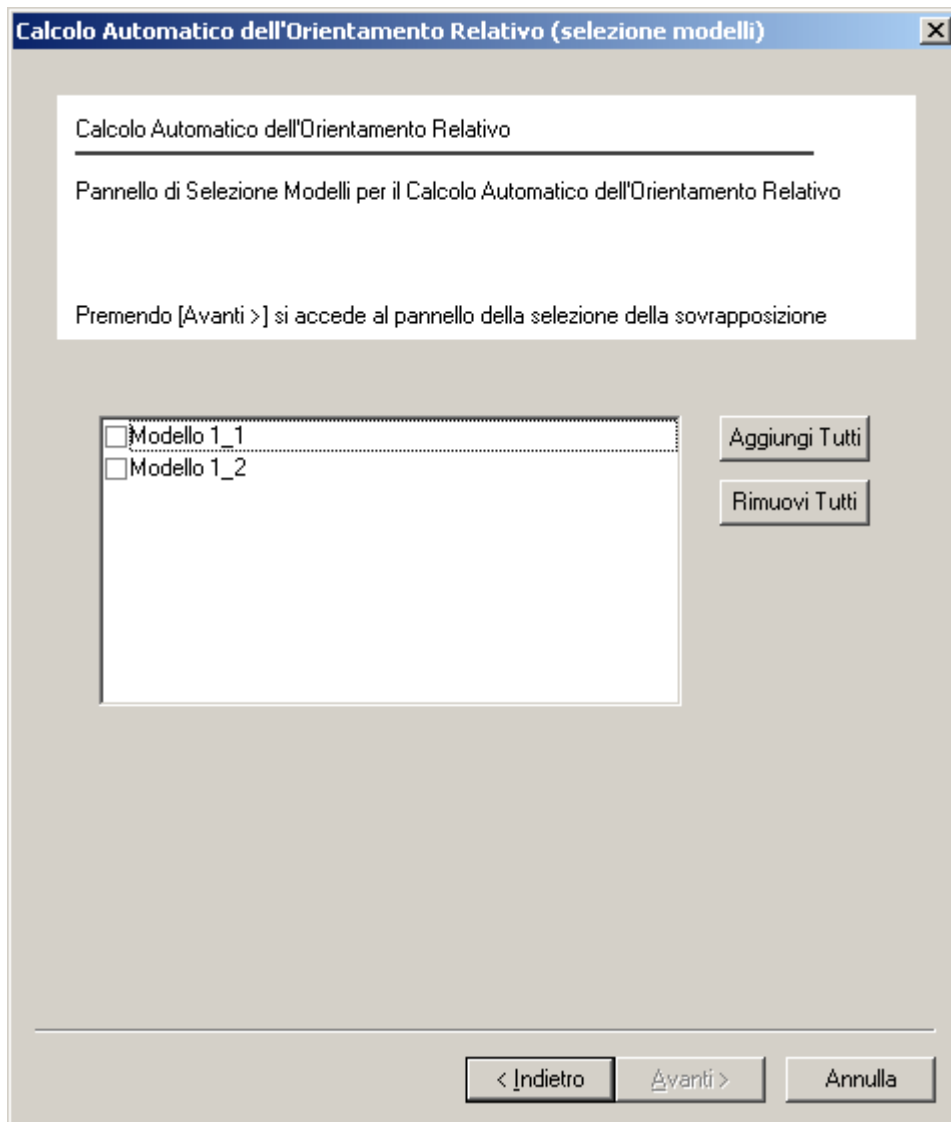 Calcolo Automatico dell'Orientamento Relativo (selezione modelli)
Calcolo Automatico dell'Orientamento Relativo
Pannello di Selezione Modelli per il Calcolo Automatico dell'Orientamento Relativo
Premendo [Avanti >] si accede al pannello della selezione della sovrapposizione
Modello 1_1
Modello 1_2
Aggiungi Tutti
Rimuovi Tutti
< Indietro
Avanti >
Annulla